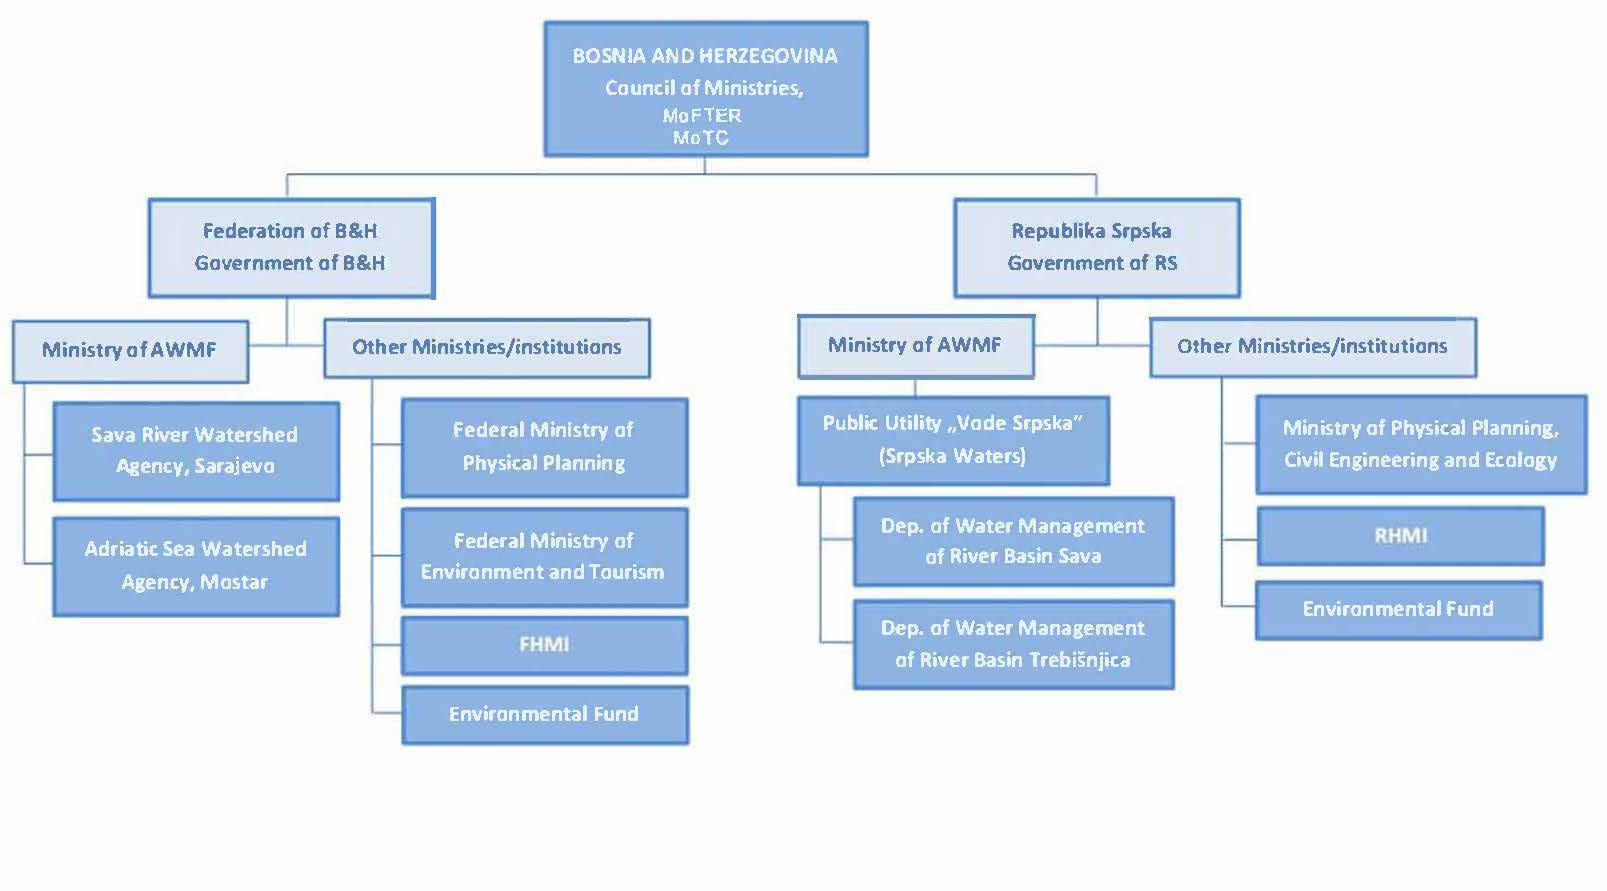 BOSNIA AND HERZEGOVINA
Council of Ministries,
MoFTER
MoTC
Federation of B&H
Government of B&H
Republika Srpska
Government of RS
Ministry of AWMF
Other Ministries/institutions
Ministry of AWMF
Other Ministries/institutions
Sava River Watershed
Agency, Sarajevo
Adriatic Sea Watershed
Agency, Mostar
Federal Ministry of
Physical Planning
Federal Ministry of
Environment and Tourism
FHMI
Environmental Fund
Public Utility „Vode Srpska”
(Srpska Waters)
Dep. of Water Management
of River Basin Sava
Dep. of Water Management
of River Basin Trebišnjica
Ministry of Physical Planning,
Civil Engineering and Ecology
RHMI
Environmental Fund